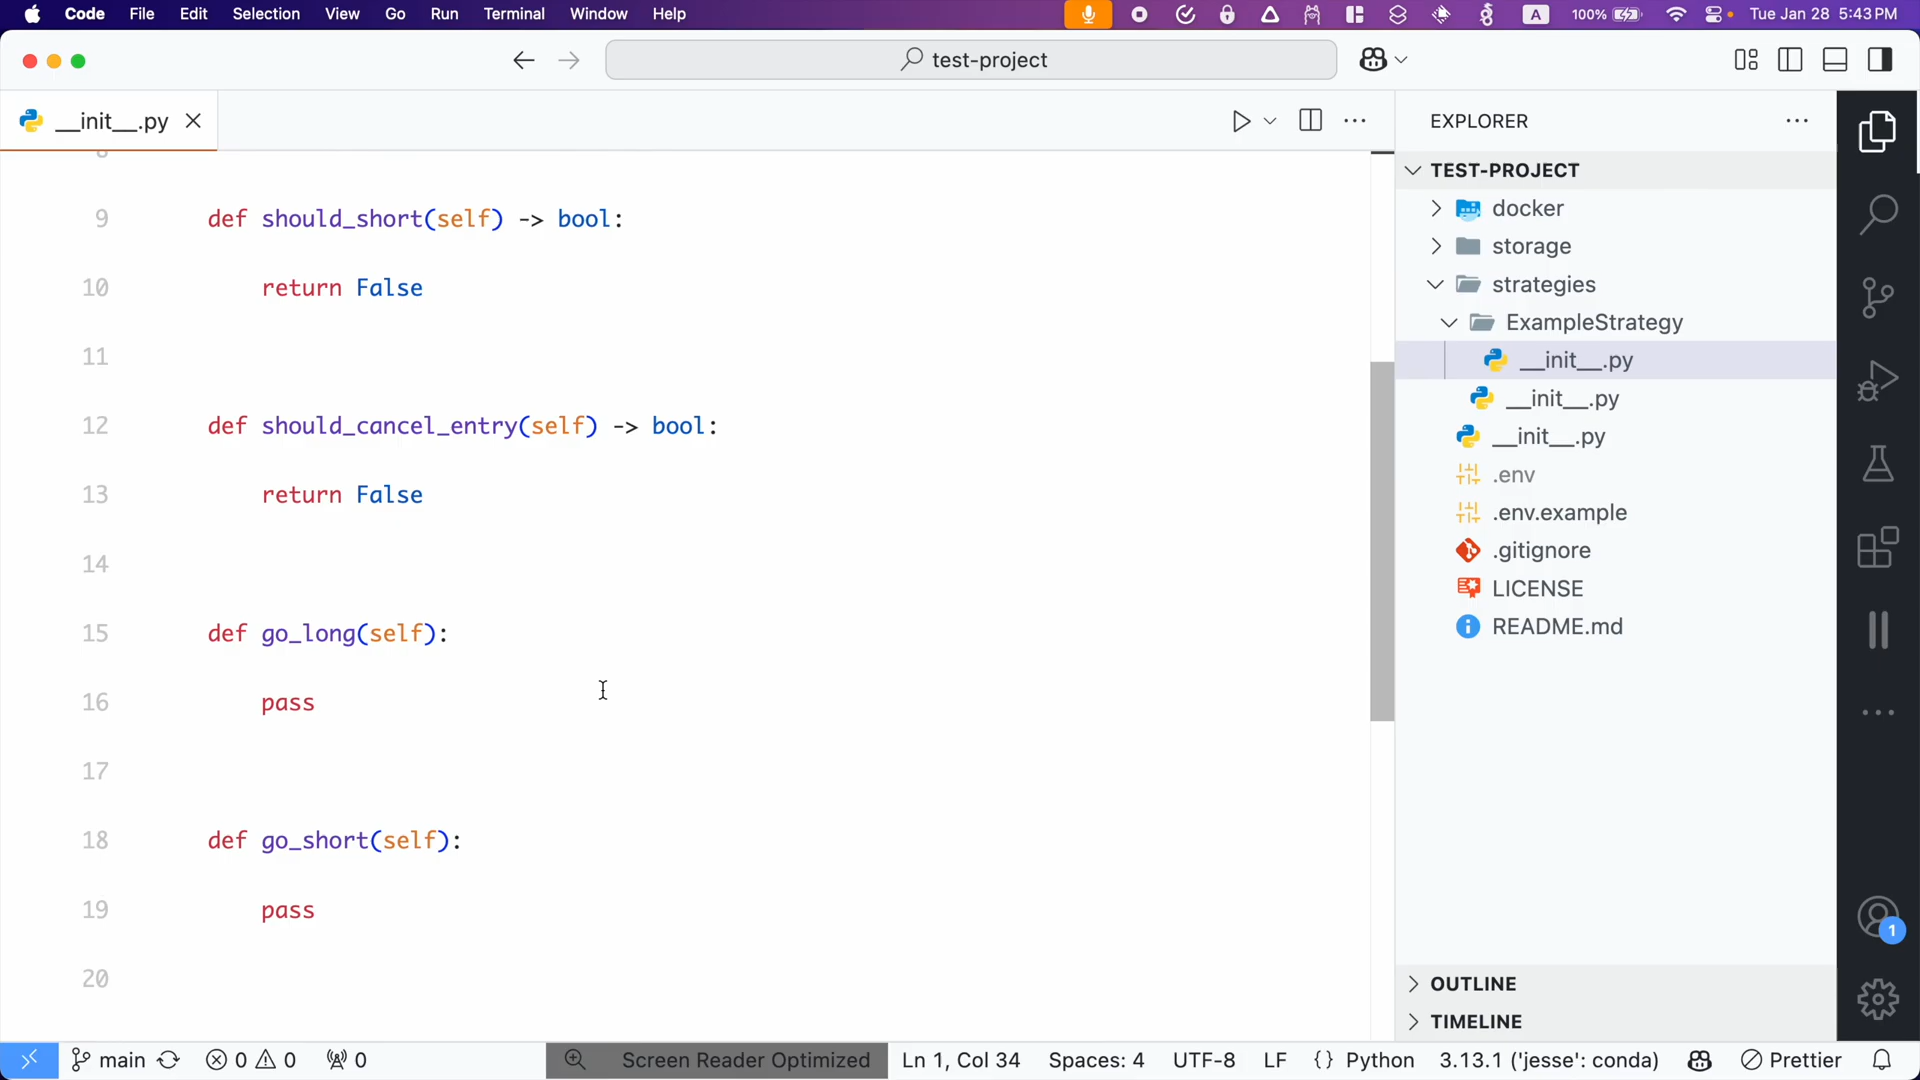 Code File Edit Selection View Go Run Terminal Window Help A 100% Tue Jan 28 5:43 PM
test-project
__init__.py
EXPLORER
TEST-PROJECT
docker
storage
strategies
ExampleStrategy
__init__.py
__init__.py
__init__.py
.env
.env.example
.gitignore
LICENSE
README.md
OUTLINE
TIMELINE
1
8
9 def should_short(self) -> bool:
10 return False
11
12 def should_cancel_entry(self) -> bool:
13 return False
14
15 def go_long(self):
16 pass
17
18 def go_short(self):
19 pass
20
main 0 0 0 Screen Reader Optimized Ln 1, Col 34 Spaces: 4 UTF-8 LF {} Python 3.13.1 ('jesse': conda) Prettier